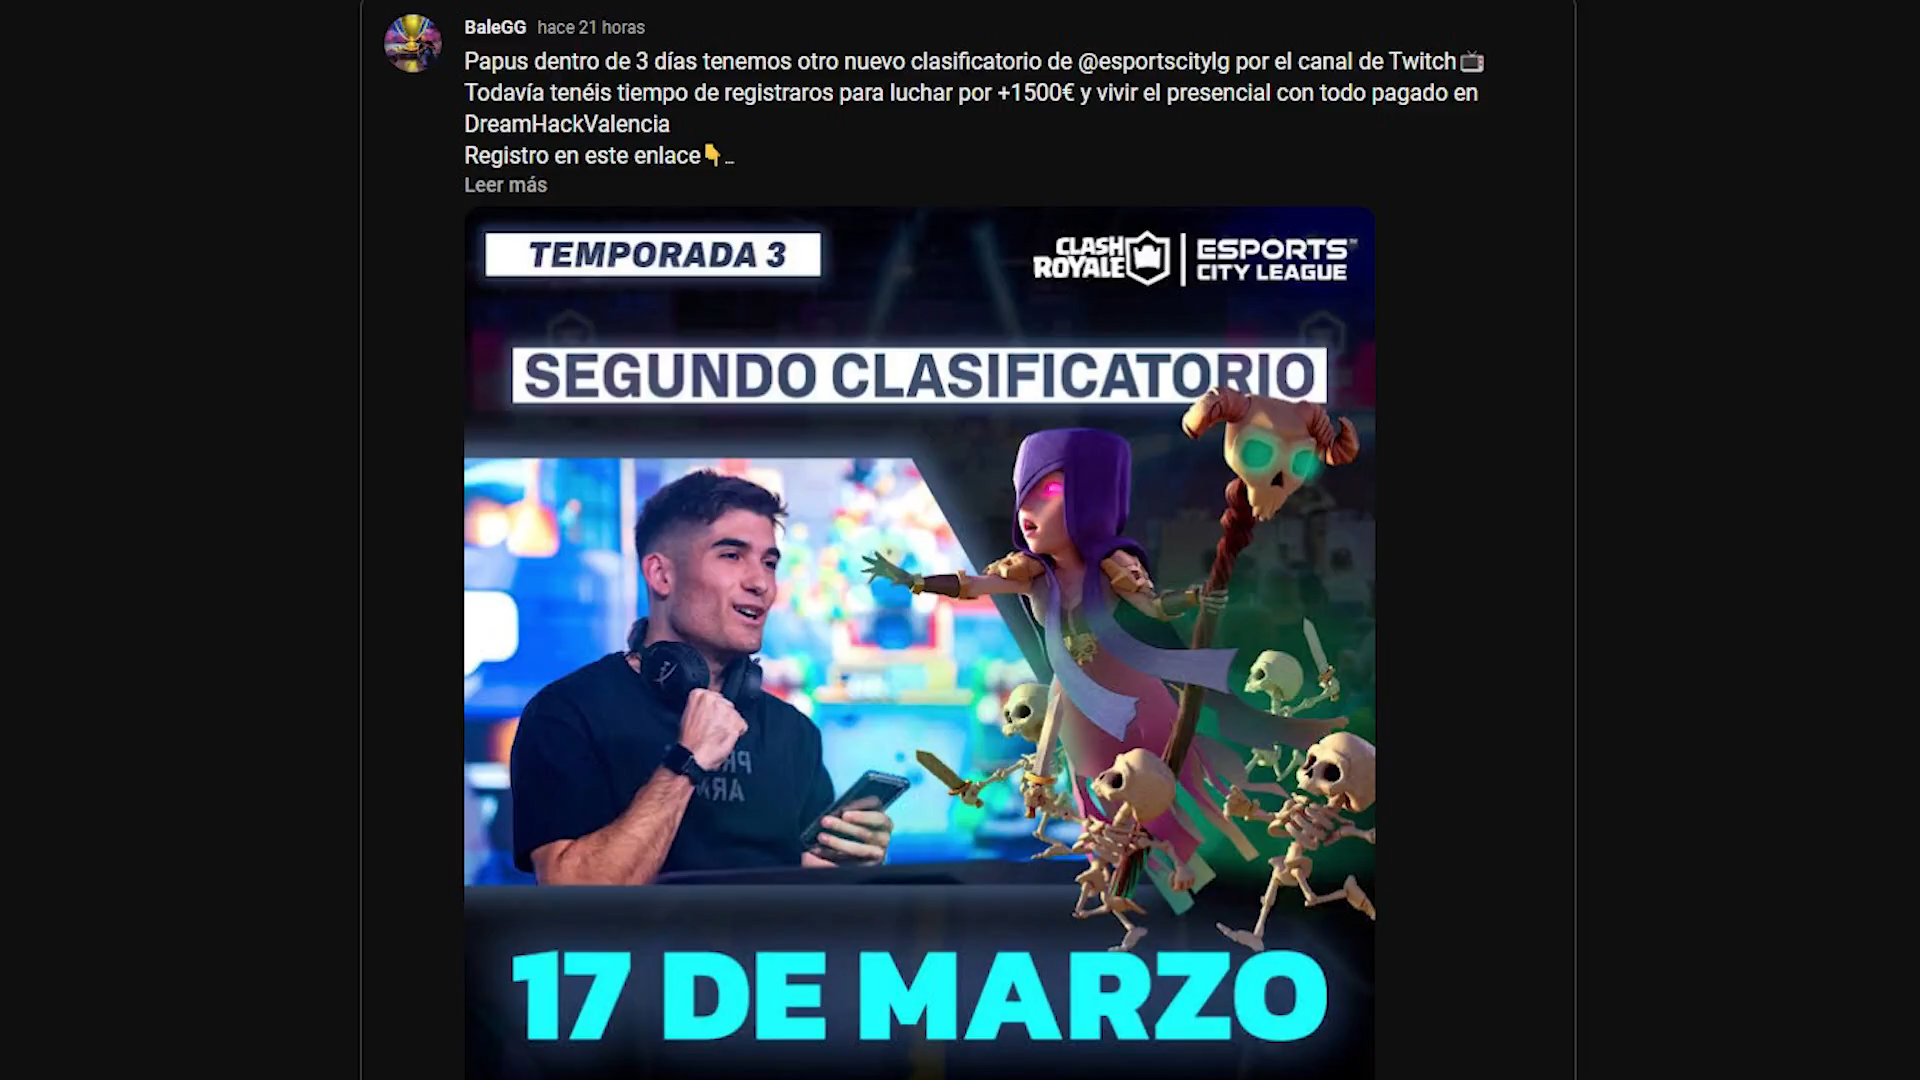 BaleGG hace 21 horas
Papus dentro de 3 días tenemos otro nuevo clasificatorio de @esportscitylg por el canal de Twitch📺
Todavía tenéis tiempo de registraros para luchar por +1500€ y vivir el presencial con todo pagado en
DreamHackValencia
Registro en este enlace👇...
Leer más
TEMPORADA 3
CLASH ROYALE
ESPORTS™
CITY LEAGUE
SEGUNDO CLASIFICATORIO
17 DE MARZO